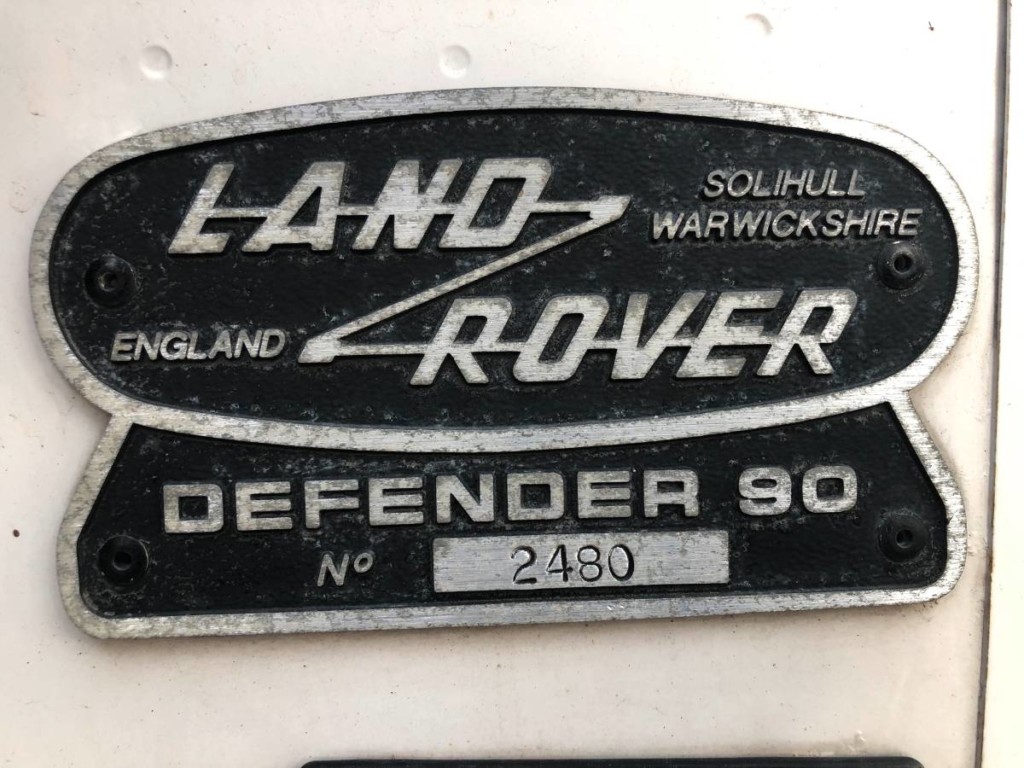 LAND
SOLIHULL
WARWICKSHIRE
ENGLAND
ROVER
DEFENDER 90
Nº 2480